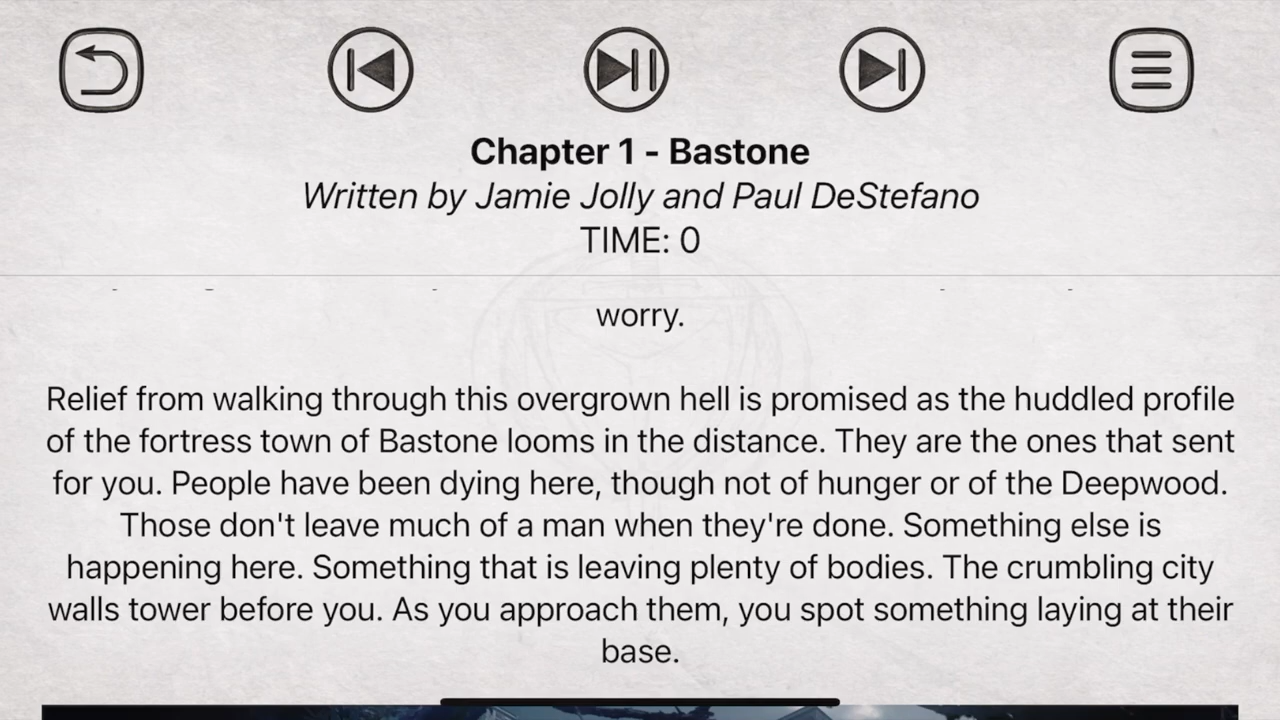 Chapter 1 - Bastone
Written by Jamie Jolly and Paul DeStefano
TIME: 0
worry.
Relief from walking through this overgrown hell is promised as the huddled profile
of the fortress town of Bastone looms in the distance. They are the ones that sent
for you. People have been dying here, though not of hunger or of the Deepwood.
Those don't leave much of a man when they're done. Something else is
happening here. Something that is leaving plenty of bodies. The crumbling city
walls tower before you. As you approach them, you spot something laying at their
base.